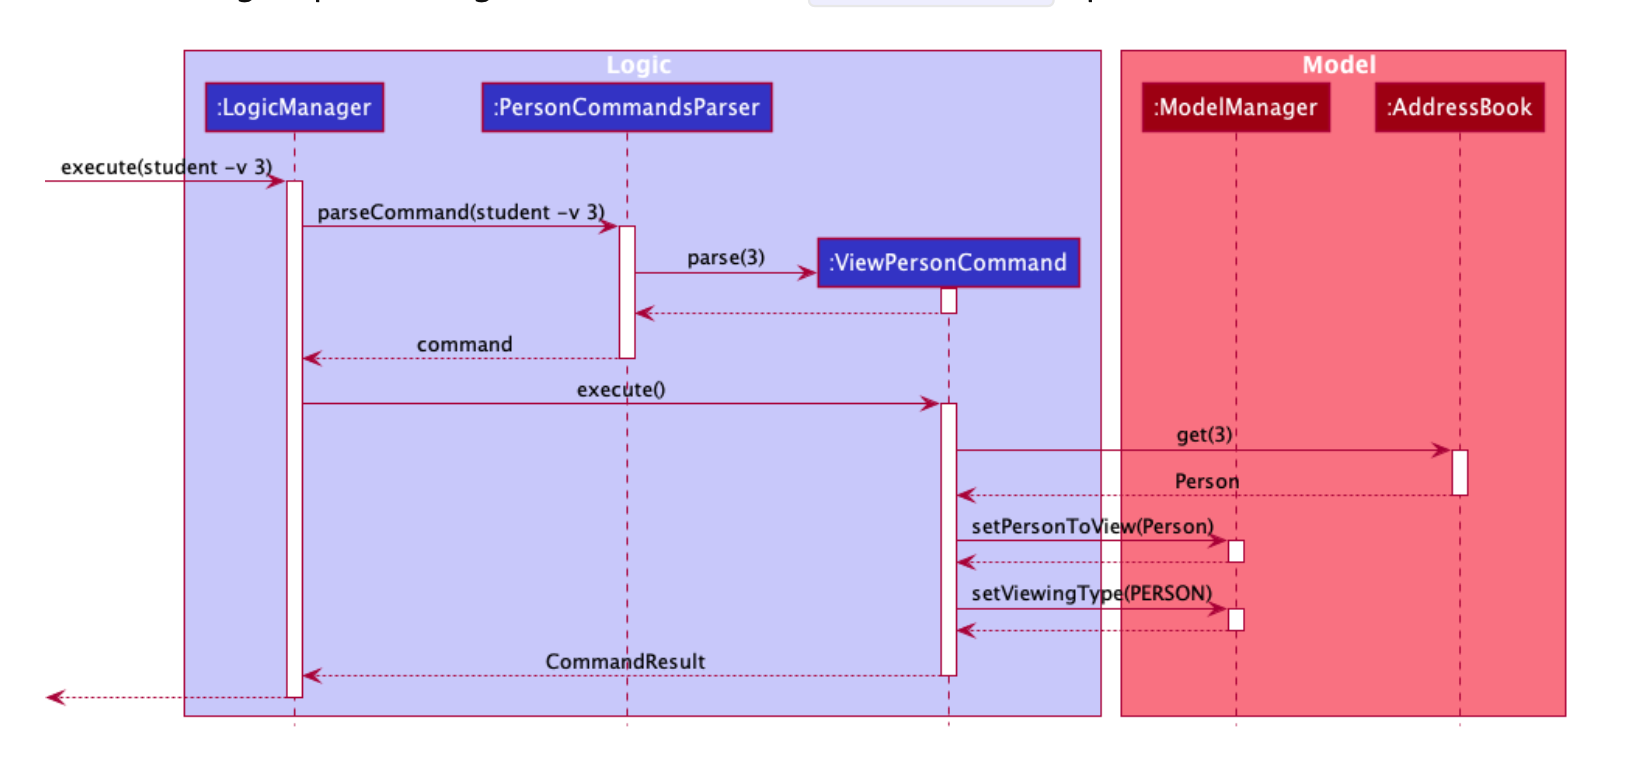 Logic
Model
:LogicManager
:PersonCommandsParser
:ModelManager
:AddressBook
execute(student -v 3)
parseCommand(student -v 3)
parse(3)
:ViewPersonCommand
command
execute()
get(3)
Person
setPersonToView(Person)
setViewingType(PERSON)
CommandResult